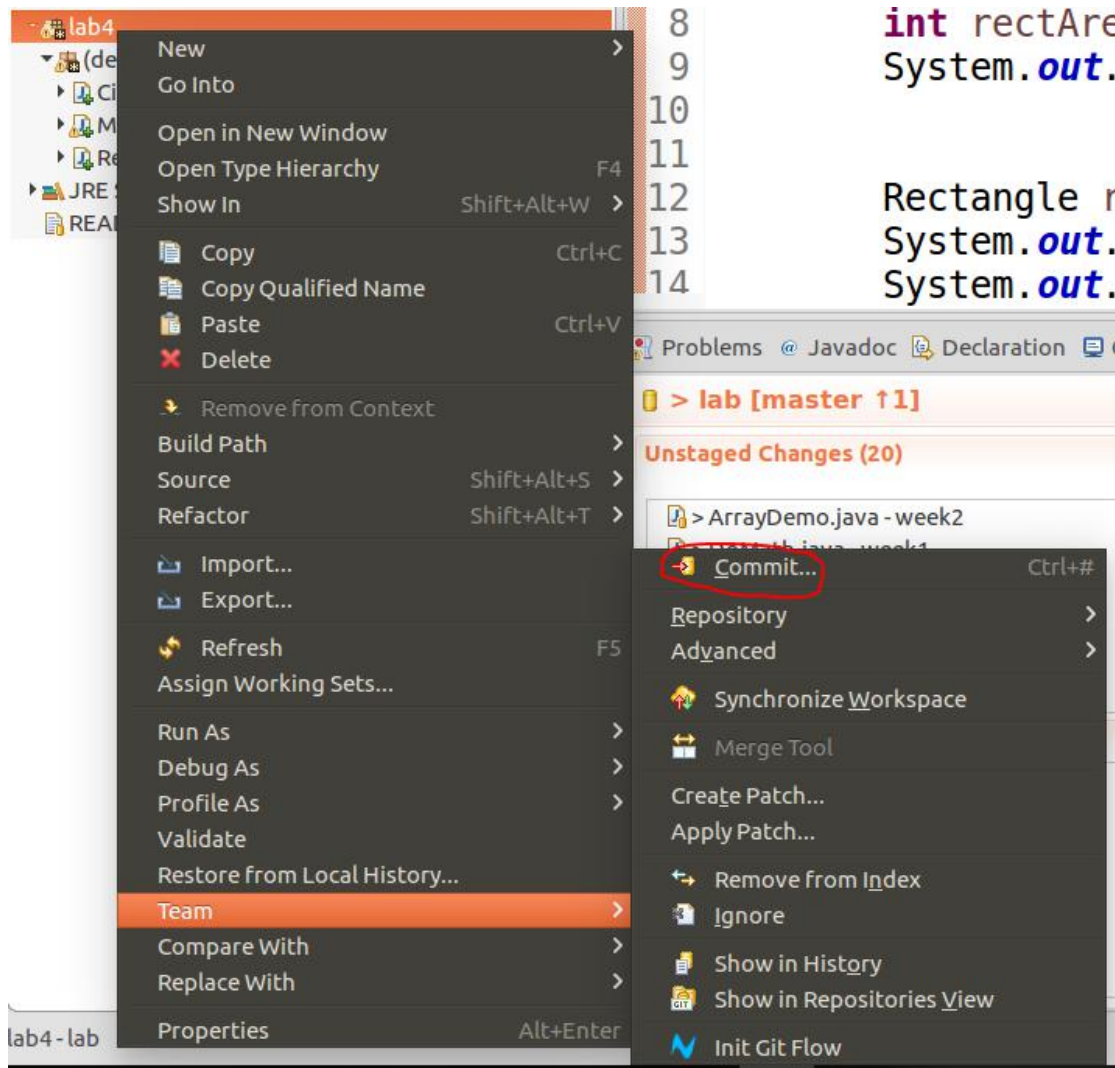 lab4
(de
Ci
M
Re
JRE
REA
New
Go Into
Open in New Window
Open Type Hierarchy F4
Show In Shift+Alt+W
Copy Ctrl+C
Copy Qualified Name
Paste Ctrl+V
Delete
Remove from Context
Build Path
Source Shift+Alt+S
Refactor Shift+Alt+T
Import...
Export...
Refresh F5
Assign Working Sets...
Run As
Debug As
Profile As
Validate
Restore from Local History...
Team
Compare With
Replace With
Properties Alt+Enter
8 int rectAre
9 System.out.
10
11
12 Rectangle r
13 System.out.
14 System.out.
Problems @ Javadoc Declaration
> lab [master ↑1]
Unstaged Changes (20)
> ArrayDemo.java - week2
Commit... Ctrl+#
Repository
Advanced
Synchronize Workspace
Merge Tool
Create Patch...
Apply Patch...
Remove from Index
Ignore
Show in History
GIT Show in Repositories View
Init Git Flow
lab4 - lab